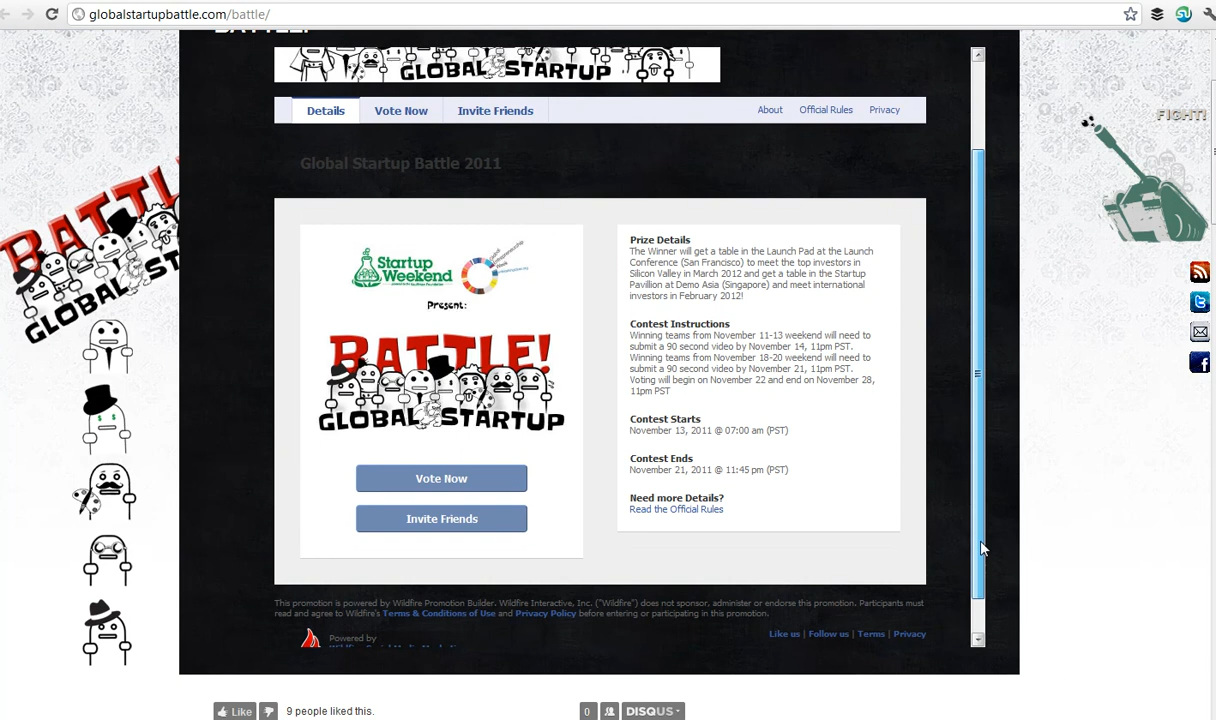 globalstartupbattle.com/battle/
BATTLE!
GLOBAL STARTUP
Details
Vote Now
Invite Friends
About
Official Rules
Privacy
FIGHT!
Global Startup Battle 2011
BATTLE!
GLOBAL ST
Startup
Weekend
Present:
BATTLE!
GLOBAL STARTUP
Vote Now
Invite Friends
Prize Details
The Winner will get a table in the Launch Pad at the Launch
Conference (San Francisco) to meet the top investors in
Silicon Valley in March 2012 and get a table in the Startup
Pavillion at Demo Asia (Singapore) and meet international
investors in February 2012!
Contest Instructions
Winning teams from November 11-13 weekend will need to
submit a 90 second video by November 14, 11pm PST.
Winning teams from November 18-20 weekend will need to
submit a 90 second video by November 21, 11pm PST.
Voting will begin on November 22 and end on November 28,
11pm PST
Contest Starts
November 13, 2011 @ 07:00 am (PST)
Contest Ends
November 21, 2011 @ 11:45 pm (PST)
Need more Details?
Read the Official Rules
This promotion is powered by Wildfire Promotion Builder. Wildfire Interactive, Inc. ("Wildfire") does not sponsor, administer or endorse this promotion. Participants must
read and agree to Wildfire's Terms & Conditions of Use and Privacy Policy before entering or participating in this promotion.
Powered by
Like us | Follow us | Terms | Privacy
Like
9 people liked this.
0
DISQUS